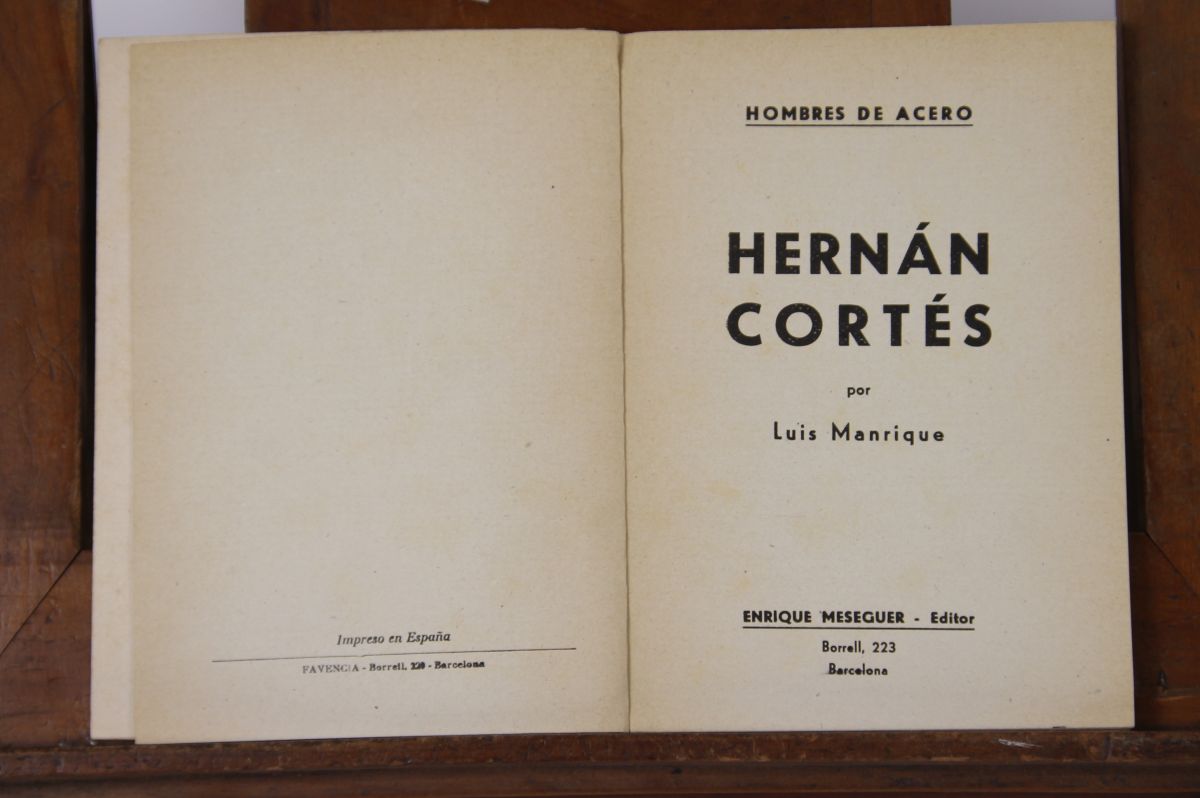 Impreso en España
FAVENCIA - Borrell, 220 - Barcelona
HOMBRES DE ACERO
HERNÁN
CORTÉS
por
Luis Manrique
ENRIQUE MESEGUER - Editor
Borrell, 223
Barcelona